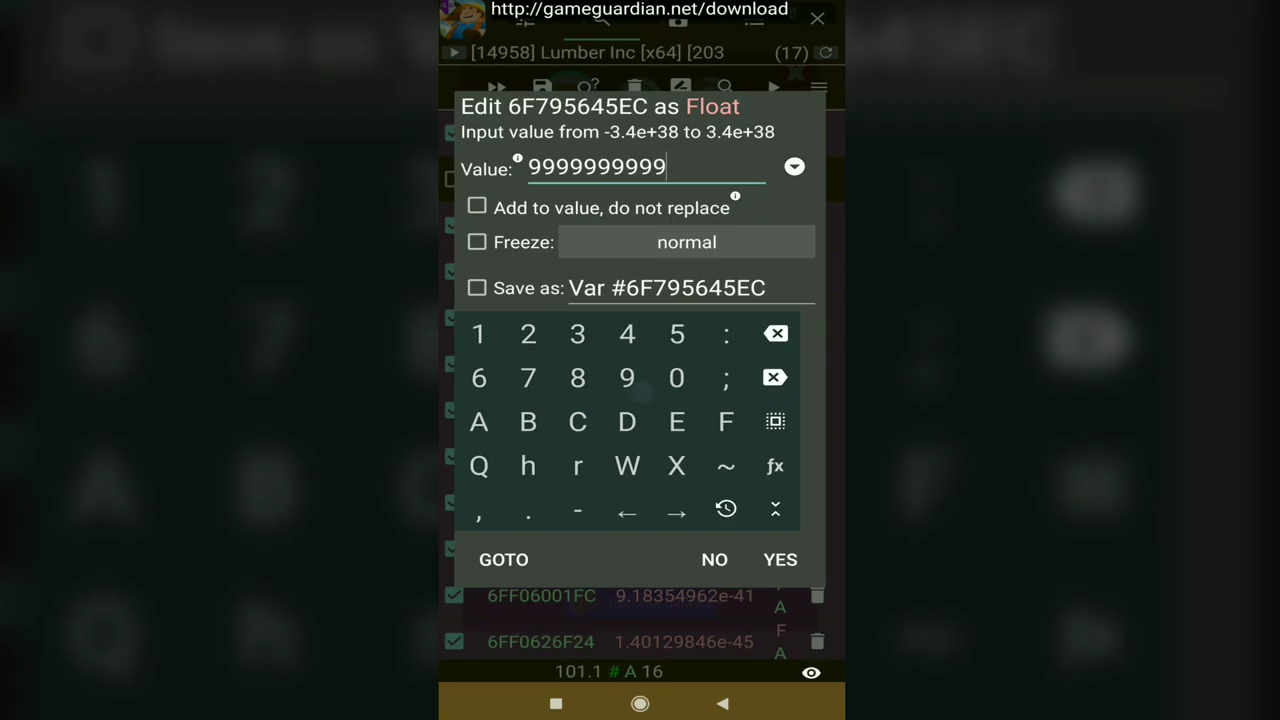 http://gameguardian.net/download
[14958] Lumber Inc [x64] [203 (17)
Edit 6F795645EC as Float
Input value from -3.4e+38 to 3.4e+38
Value: 9999999999
Add to value, do not replace
Freeze: normal
Save as: Var #6F795645EC
1 2 3 4 5 :
6 7 8 9 0 ;
A B C D E F
Q h r W X ~ ƒx
, . - ← →
GOTO NO YES
6FF06001FC 9.18354962e-41
A
6FF0626F24 1.40129846e-45 F
A
101.1 # A 16